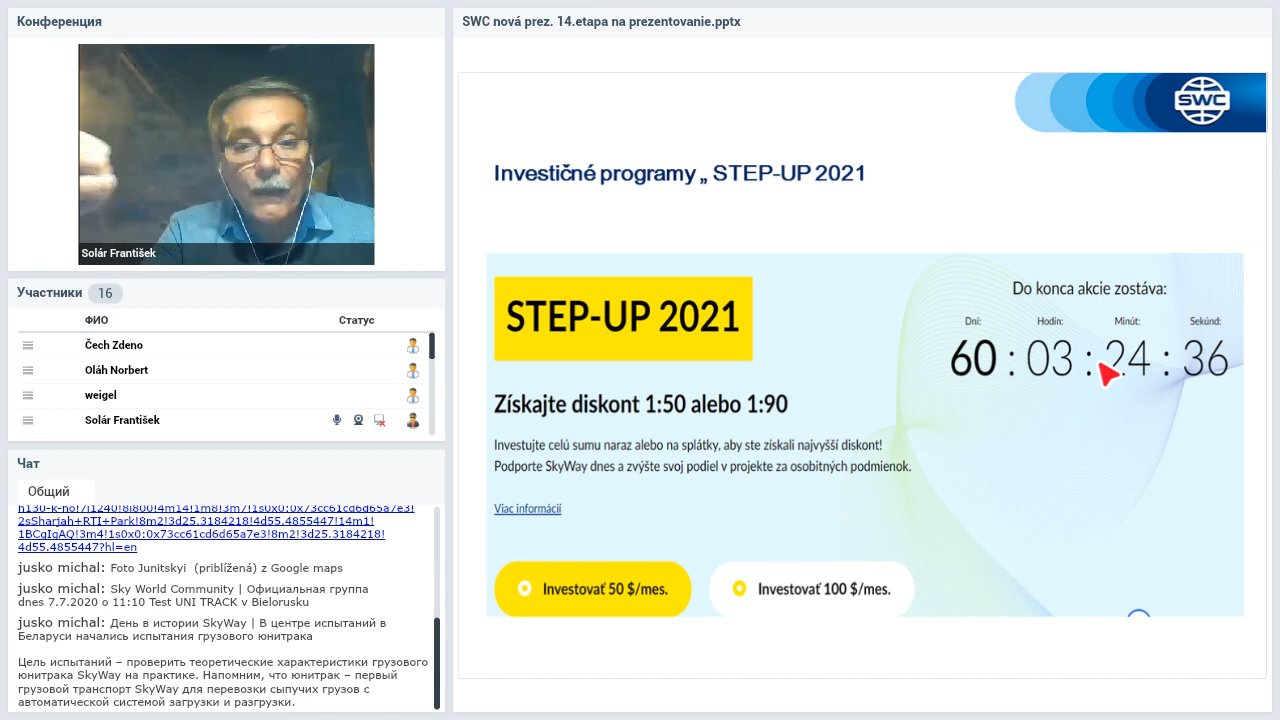 Конференция
Solár František
Участники 16
ФИО Статус
Čech Zdeno
Oláh Norbert
weigel
Solár František
Чат
Общий
2sSharjah+RTI+Park!8m2!3d25.3184218!4d55.4855447!14m1!
1BCgIgAQ!3m4!1s0x0:0x73cc61cd6d65a7e3!8m2!3d25.3184218!
4d55.4855447?hl=en
jusko michal: Foto Junitskyi (priblížená) z Google maps
jusko michal: Sky World Community | Официальная группа
dnes 7.7.2020 o 11:10 Test UNI TRACK v Bielorusku
jusko michal: День в истории SkyWay | В центре испытаний в
Беларуси начались испытания грузового юнитрака
Цель испытаний – проверить теоретические характеристики грузового
юнитрака SkyWay на практике. Напомним, что юнитрак – первый
грузовой транспорт SkyWay для перевозки сыпучих грузов с
автоматической системой загрузки и разгрузки.
SWC nová prez. 14.etapa na prezentovanie.pptx
SWC
Investičné programy „ STEP-UP 2021
STEP-UP 2021
Do konca akcie zostáva:
Dní: Hodín: Minút: Sekúnd:
60 : 03 : 24 : 36
Získajte diskont 1:50 alebo 1:90
Investujte celú sumu naraz alebo na splátky, aby ste získali najvyšší diskont!
Podporte SkyWay dnes a zvýšte svoj podiel v projekte za osobitných podmienok.
Viac informácií
Investovať 50 $/mes. Investovať 100 $/mes.